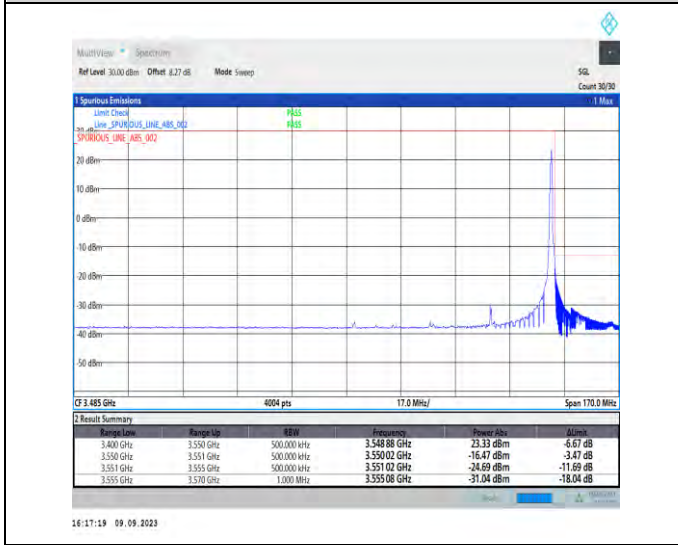 MultiView Spectrum
Ref Level 30.00 dBm Offset 8.27 dB Mode Sweep SGL
Count 30/30
1 Spurious Emissions 1 Max
Limit Check PASS
Line _SPURIOUS_LINE_ABS_002 PASS
_SPURIOUS_LINE_ABS_002
20 dBm
10 dBm
0 dBm
-10 dBm
-20 dBm
-30 dBm
-40 dBm
-50 dBm
CF 3.485 GHz 4004 pts 17.0 MHz/ Span 170.0 MHz
2 Result Summary
Range Low Range Up RBW Frequency Power Abs ΔLimit
3.400 GHz 3.550 GHz 500.000 kHz 3.548 88 GHz 23.33 dBm -6.67 dB
3.550 GHz 3.551 GHz 500.000 kHz 3.550 02 GHz -16.47 dBm -3.47 dB
3.551 GHz 3.555 GHz 500.000 kHz 3.551 02 GHz -24.69 dBm -11.69 dB
3.555 GHz 3.570 GHz 1.000 MHz 3.555 08 GHz -31.04 dBm -18.04 dB
16:17:19 09.09.2023